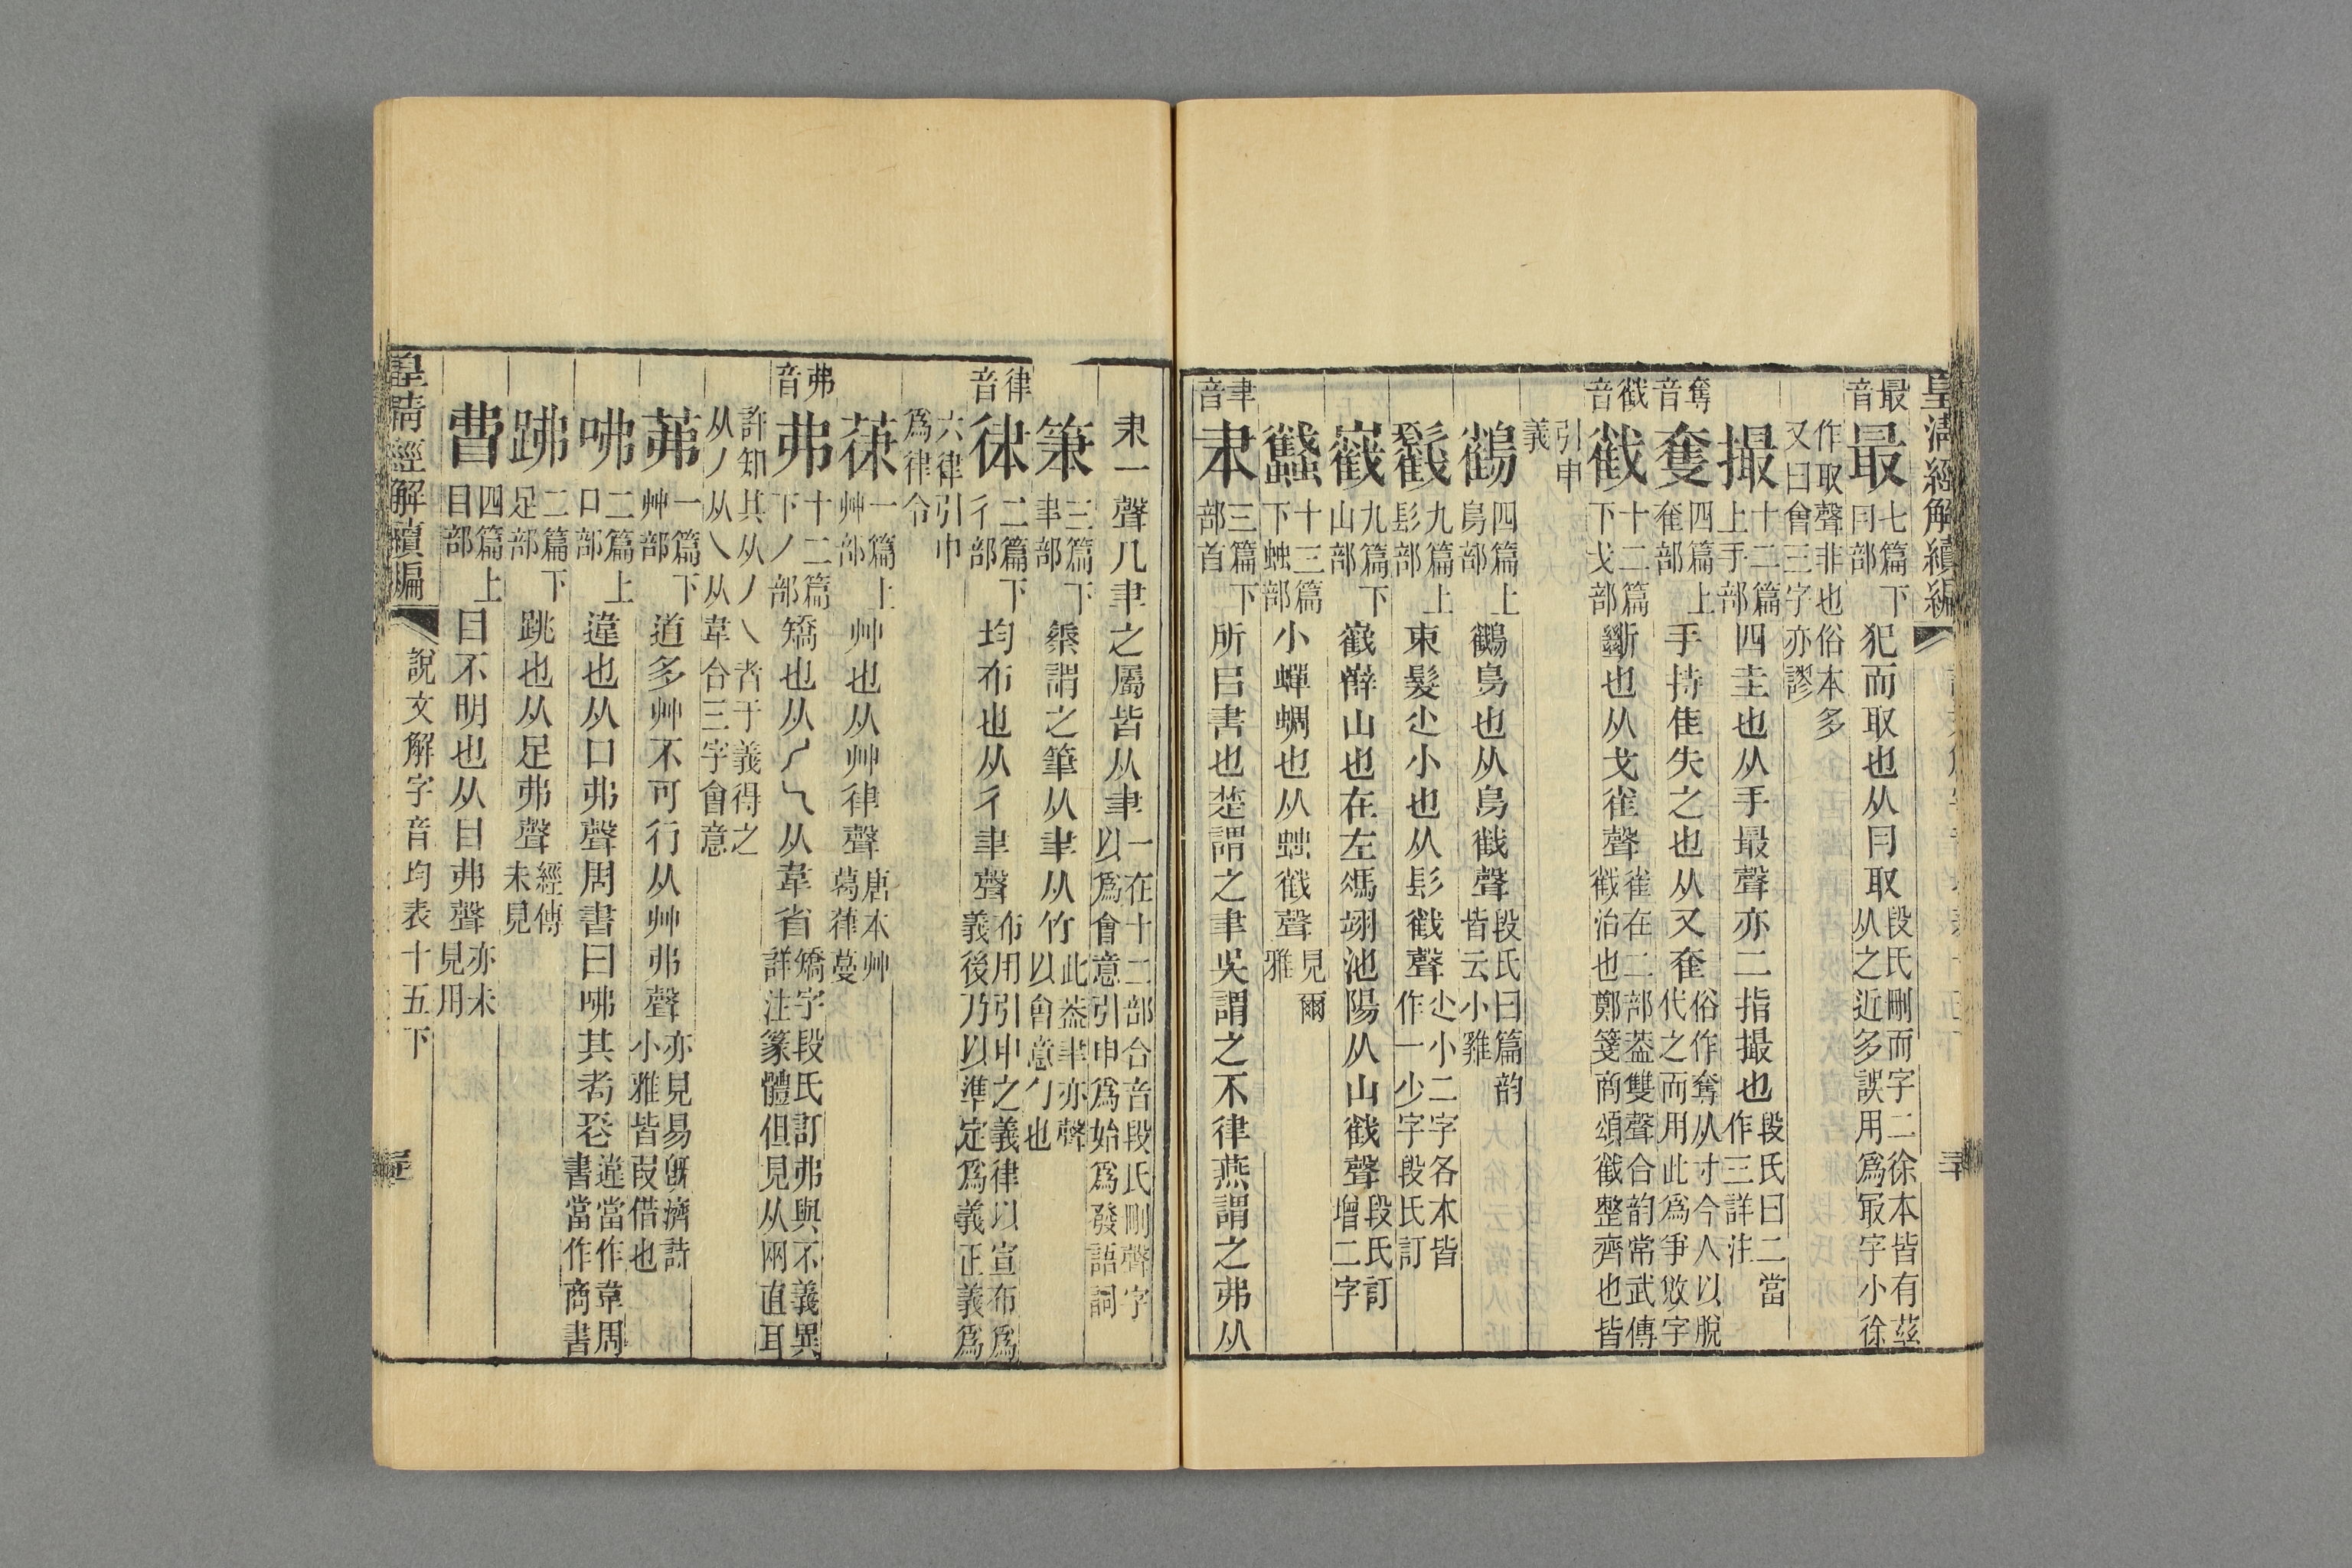 皇清經解續編
最音 最 七篇下冃部 犯而取也从冃取 段氏刪而字二徐本皆有茲从之近多誤用爲冣字小徐
作取聲非也俗本多又曰會三字亦謬
撮 十二篇上手部 四圭也从手最聲亦二指撮也 段氏曰二當作三詳注
奪音 奪 四篇上奞部 手持隹失之也从又奞 俗作奪从寸今人以脫代之而用此爲爭敚字
截音 截 十二篇下戈部 斷也从戈雀聲 雀在二部葢雙聲合韵常武傳截治也鄭箋商頌截整齊也皆
引申義
鷍 四篇上鳥部 鷍鳥也从鳥截聲 段氏曰篇韵皆云小雞
髺 九篇上髟部 束髮尐小也从髟截聲 尐小二字各本皆作一少字段氏訂
嶻 九篇下山部 嶻嶭山也在左馮翊池陽从山截聲 段氏訂增二字
蠽 十三篇下䖵部 小蟬蜩也从䖵截聲 見爾雅
聿音 聿 三篇下部首 所㠯書也楚謂之聿吳謂之不律燕謂之弗从
𦘒一聲凡聿之屬皆从聿 一在十二部合音段氏刪聲字以爲會意引申爲始爲發語詞
筆 三篇下聿部 秦謂之筆从聿从竹 此葢聿亦聲以會意勹也
律音 律 二篇下彳部 均布也从彳聿聲 布用引申之義律以宣布爲義後乃以準定爲義正義爲
六律引申爲律令
葎 一篇上艸部 艸也从艸律聲 唐本艸葛葎蔓
弗音 弗 十二篇下丿部 矯也从丿乀从韋省 矯字段氏訂弗與不義異詳注篆體但見从兩直耳
許知其从丿乀者于義得之从丿从乀从韋合三字會意
茀 一篇下艸部 道多艸不可行从艸弗聲 亦見易旣濟詩小雅皆叚借也
咈 二篇上口部 違也从口弗聲周書曰咈其耇𦒱 違當作韋周書當作商書
踾 二篇下足部 跳也从足弗聲 經傳未見
㫘 四篇上目部 目不明也从目弗聲 亦未見用
皇清經解續編 說文解字音均表十五下